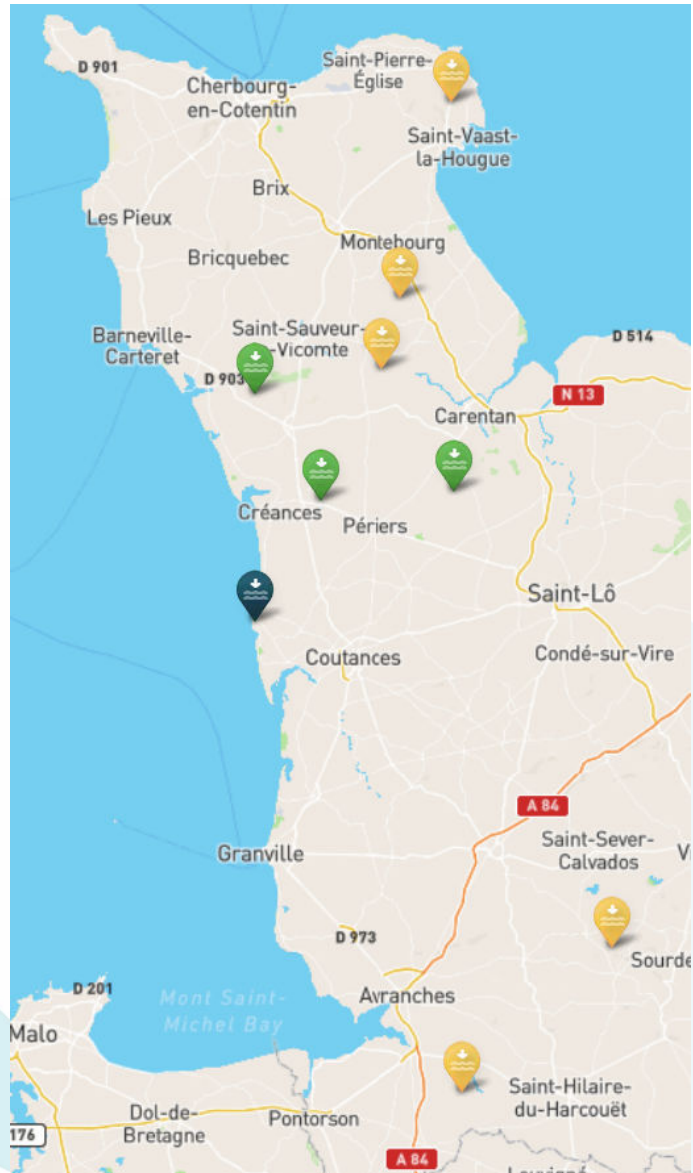 D 901
Saint-Pierre-
Église
Cherbourg-
en-Cotentin
Saint-Vaast-
la-Hougue
Brix
Les Pieux
Montebourg
Bricquebec
Barneville-
Carteret
Saint-Sauveur-
-Vicomte
D 514
D 903
N 13
Carentan
Créances
Périers
Saint-Lô
Coutances
Condé-sur-Vire
A 84
Saint-Sever-
Calvados
Granville
D 973
Sourde
D 201
Mont Saint-
Michel Bay
Avranches
Malo
Saint-Hilaire-
du-Harcouët
Dol-de-
Bretagne
Pontorson
176
A 84